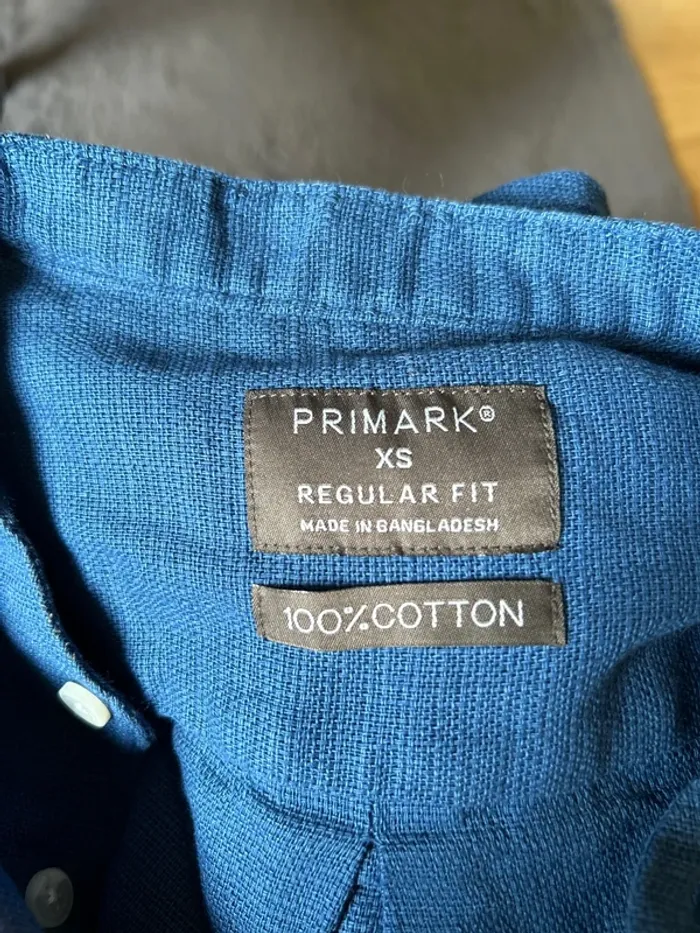 PRIMARK®
XS
REGULAR FIT
MADE IN BANGLADESH
100%COTTON